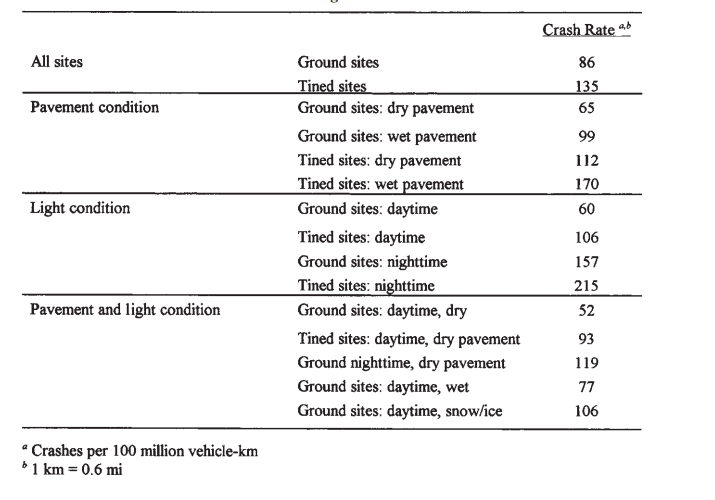 Crash Rate a,b
All sites Ground sites 86
Tined sites 135
Pavement condition Ground sites: dry pavement 65
Ground sites: wet pavement 99
Tined sites: dry pavement 112
Tined sites: wet pavement 170
Light condition Ground sites: daytime 60
Tined sites: daytime 106
Ground sites: nighttime 157
Tined sites: nighttime 215
Pavement and light condition Ground sites: daytime, dry 52
Tined sites: daytime, dry pavement 93
Ground nighttime, dry pavement 119
Ground sites: daytime, wet 77
Ground sites: daytime, snow/ice 106
a Crashes per 100 million vehicle-km
b 1 km = 0.6 mi